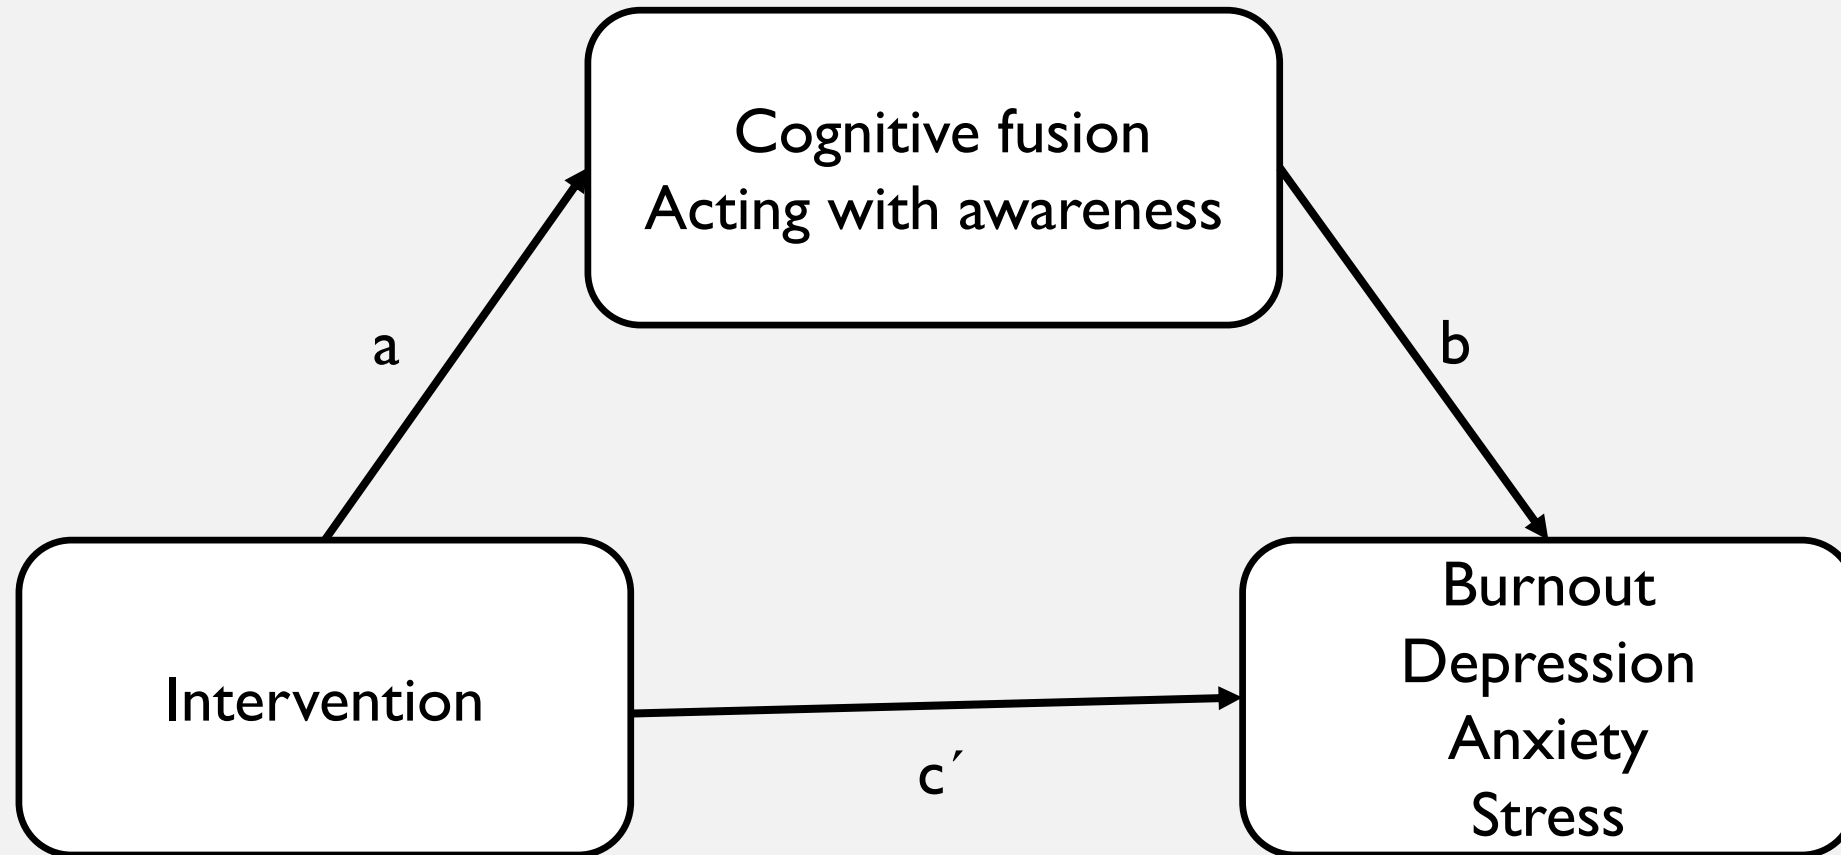 Cognitive fusion
Acting with awareness
a
b
Intervention
c´
Burnout
Depression
Anxiety
Stress